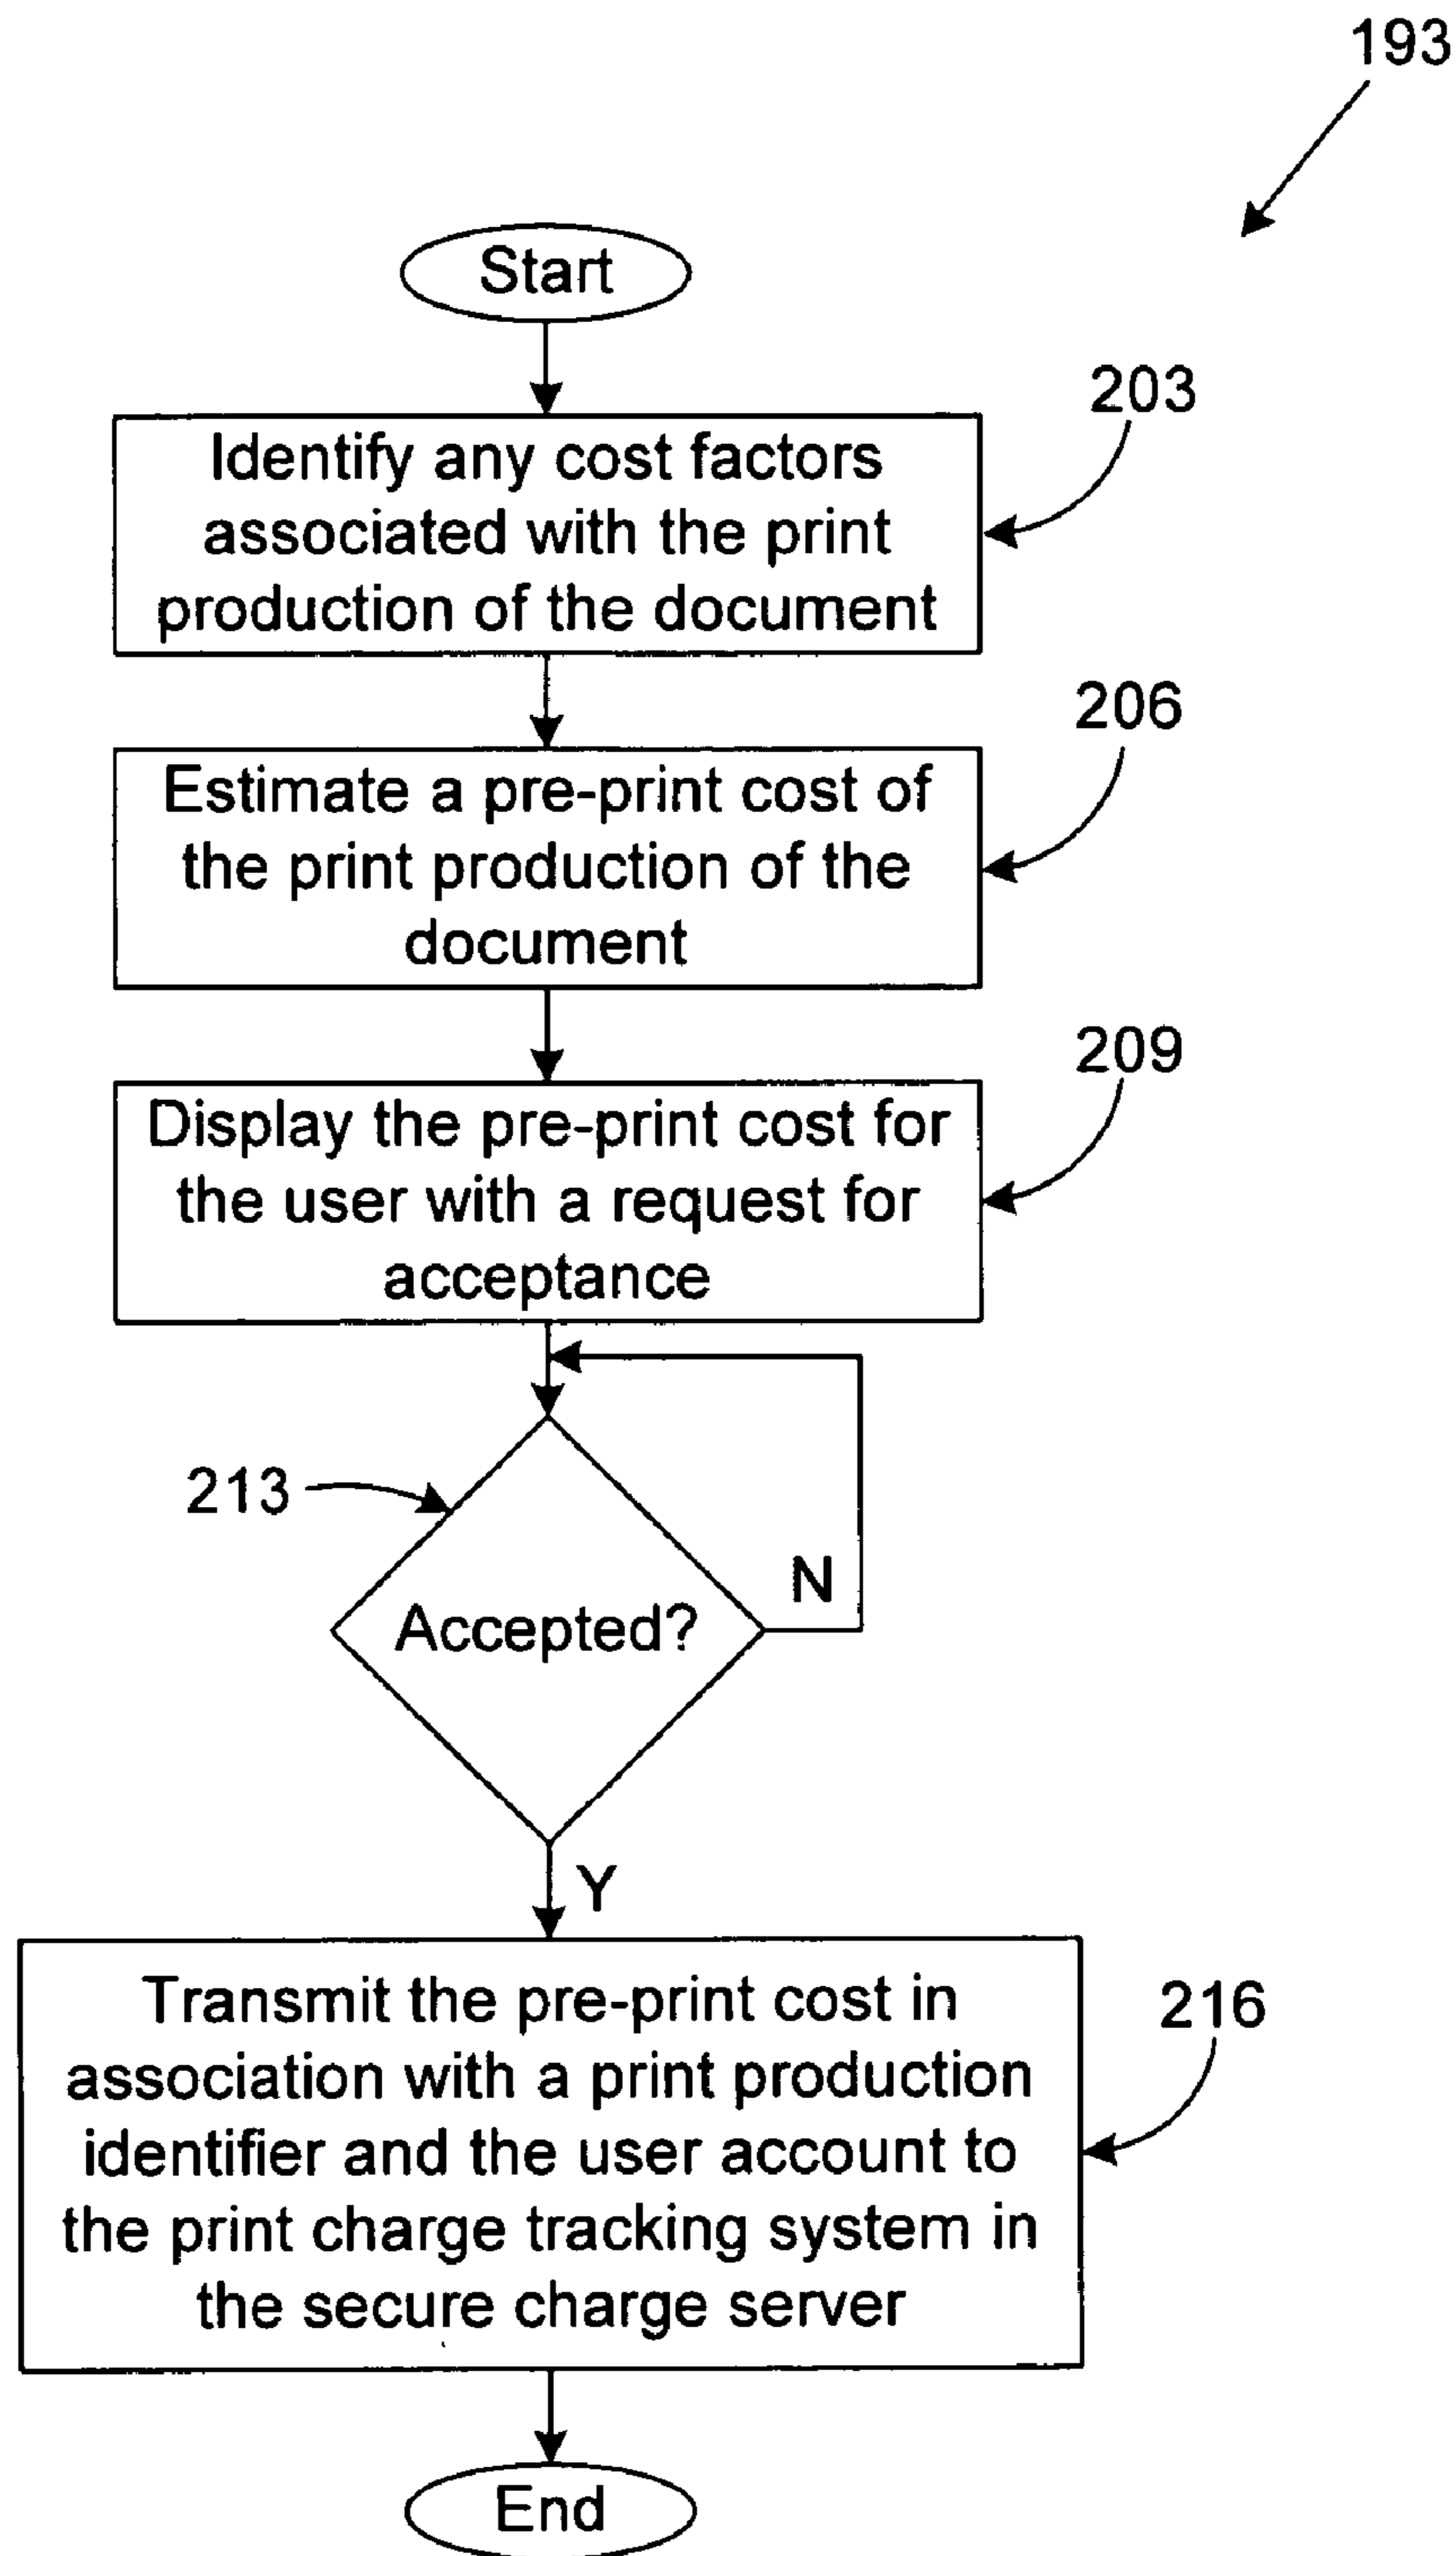 193
Start
Identify any cost factors
associated with the print
production of the document
203
Estimate a pre-print cost of
the print production of the
document
206
Display the pre-print cost for
the user with a request for
acceptance
209
213
Accepted?
N
Y
Transmit the pre-print cost in
association with a print production
identifier and the user account to
the print charge tracking system in
the secure charge server
216
End